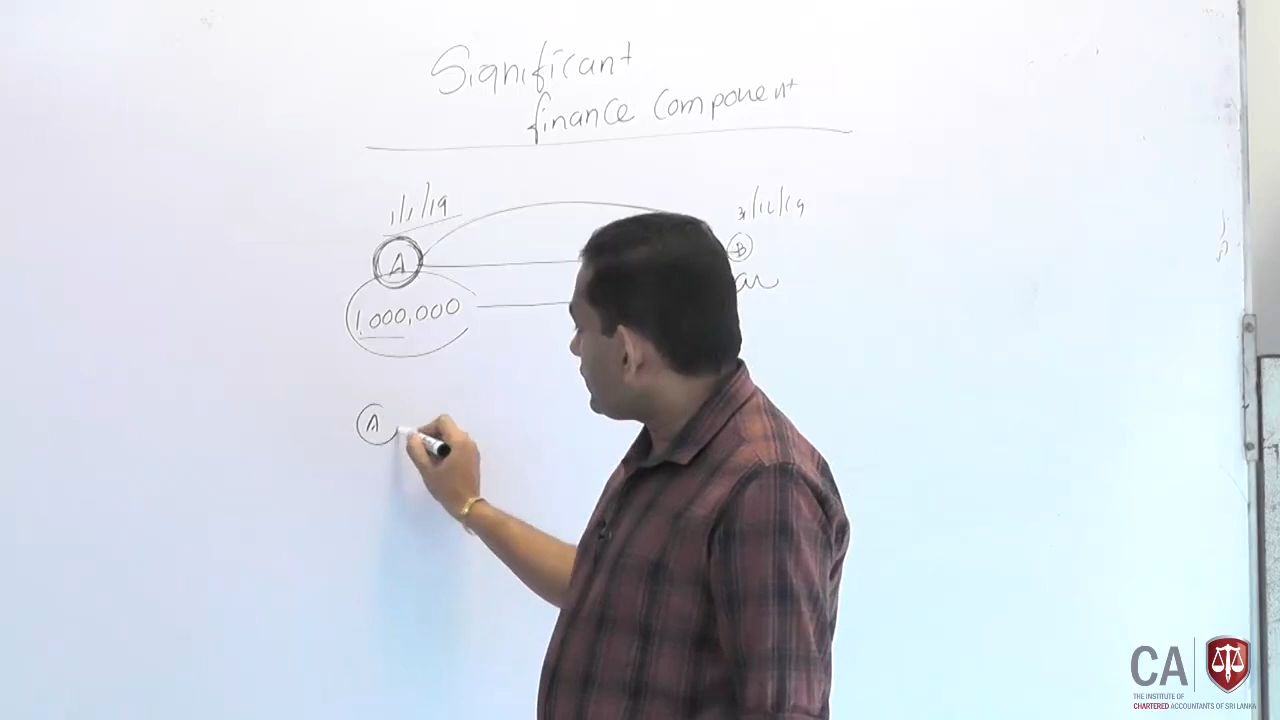 Significant
finance component
1/1/19
31/12/19
A
B
1,000,000
A
CA
THE INSTITUTE OF
CHARTERED ACCOUNTANTS OF SRI LANKA